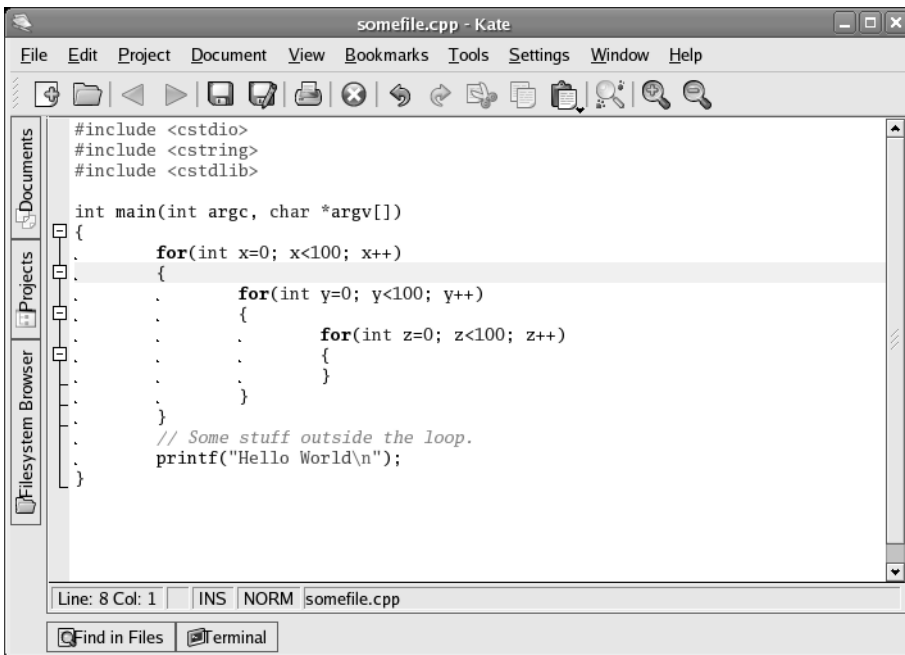 somefile.cpp - Kate
File Edit Project Document View Bookmarks Tools Settings Window Help
Documents
Projects
Filesystem Browser
#include <cstdio>
#include <cstring>
#include <cstdlib>
int main(int argc, char *argv[])
{
for(int x=0; x<100; x++)
{
for(int y=0; y<100; y++)
{
for(int z=0; z<100; z++)
{
}
}
}
// Some stuff outside the loop.
printf("Hello World\n");
}
Line: 8 Col: 1 INS NORM somefile.cpp
Find in Files Terminal